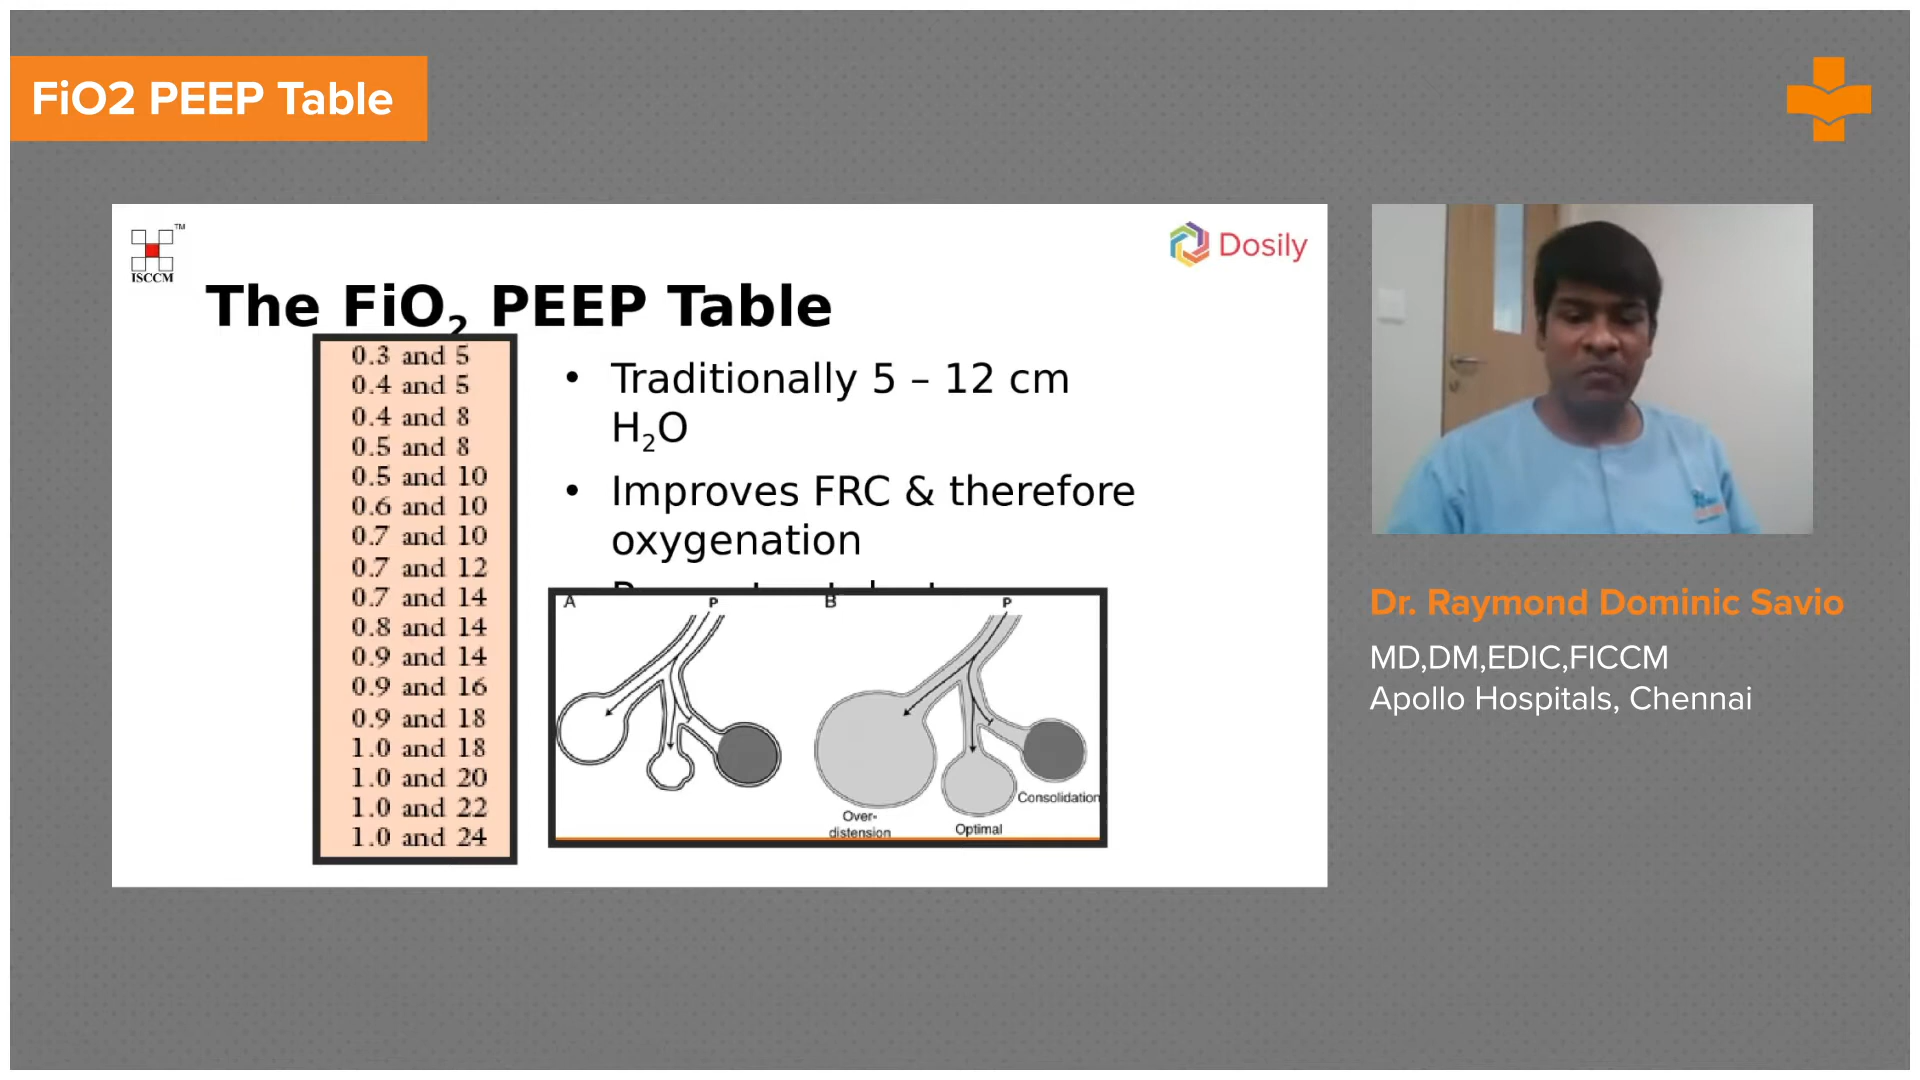 FiO2 PEEP Table
TM
ISCCM
Dosily
The FiO2 PEEP Table
0.3 and 5
0.4 and 5
0.4 and 8
0.5 and 8
0.5 and 10
0.6 and 10
0.7 and 10
0.7 and 12
0.7 and 14
0.8 and 14
0.9 and 14
0.9 and 16
0.9 and 18
1.0 and 18
1.0 and 20
1.0 and 22
1.0 and 24
• Traditionally 5 – 12 cm
H2O
• Improves FRC & therefore
oxygenation
A P B P
Consolidation
Over-
distension
Optimal
Dr. Raymond Dominic Savio
MD,DM,EDIC,FICCM
Apollo Hospitals, Chennai